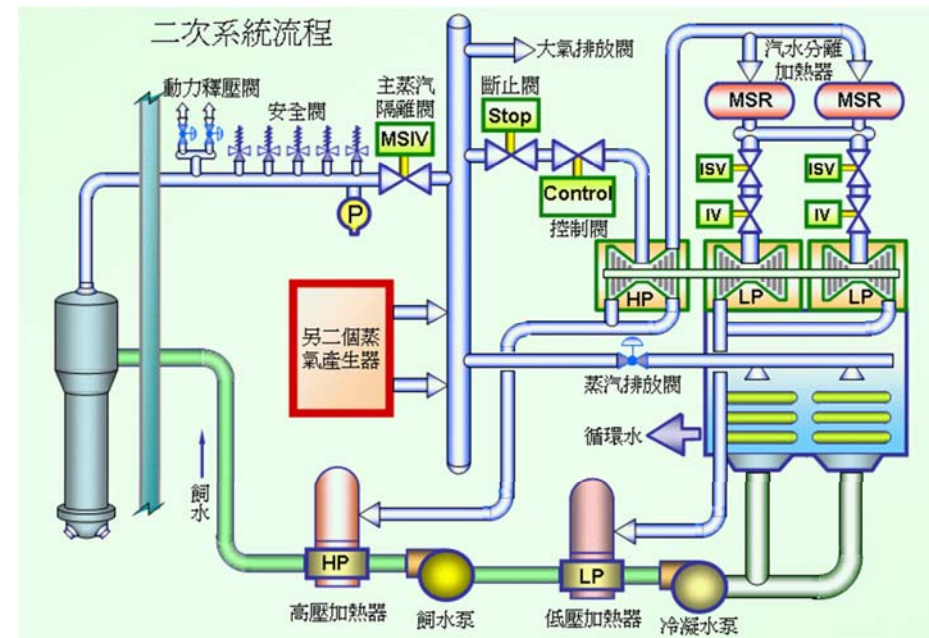 二次系統流程
大氣排放閥
汽水分離
加熱器
動力釋壓閥
安全閥
主蒸汽
隔離閥
斷止閥
MSIV
Stop
MSR
MSR
ISV
ISV
Control
控制閥
IV
IV
P
HP
LP
LP
另二個蒸
氣產生器
蒸汽排放閥
循環水
飼水
HP
LP
高壓加熱器
飼水泵
低壓加熱器
冷凝水泵